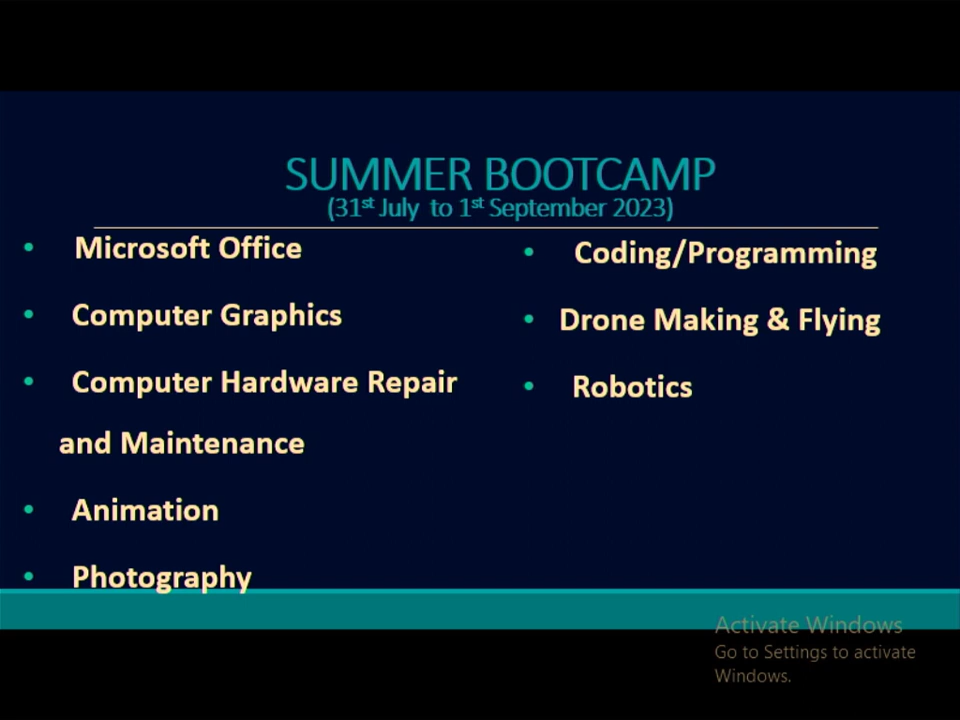 SUMMER BOOTCAMP
(31st July to 1st September 2023)
• Microsoft Office
• Computer Graphics
• Computer Hardware Repair
and Maintenance
• Animation
• Photography
• Coding/Programming
• Drone Making & Flying
• Robotics
Activate Windows
Go to Settings to activate
Windows.